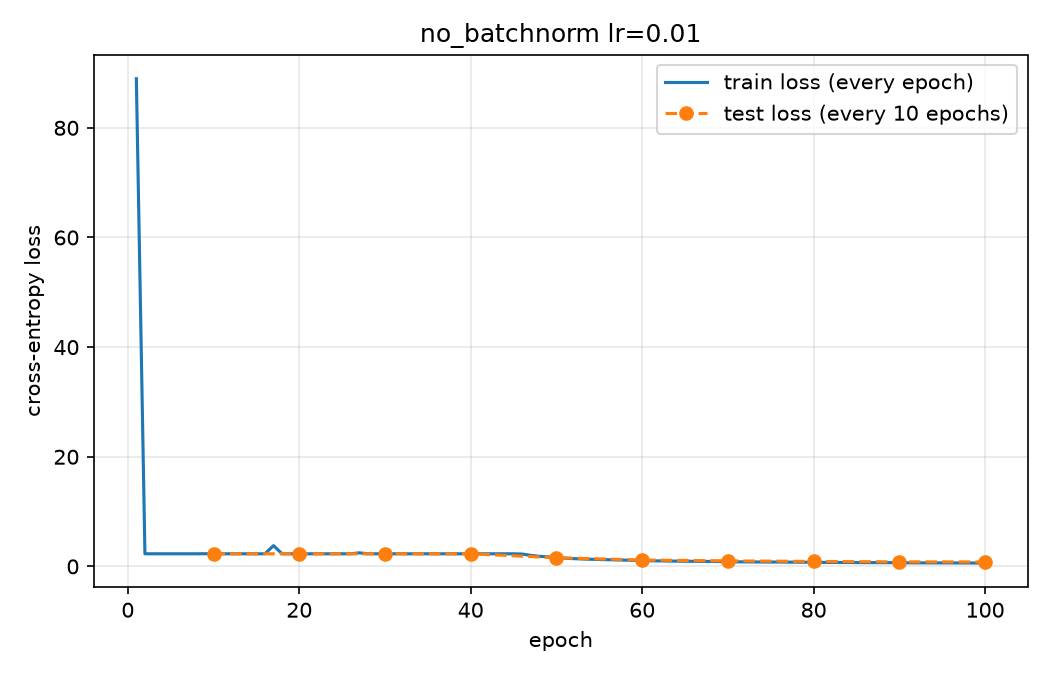 no_batchnorm lr=0.01
train loss (every epoch)
test loss (every 10 epochs)
cross-entropy loss
80
60
40
20
0
0 20 40 60 80 100
epoch